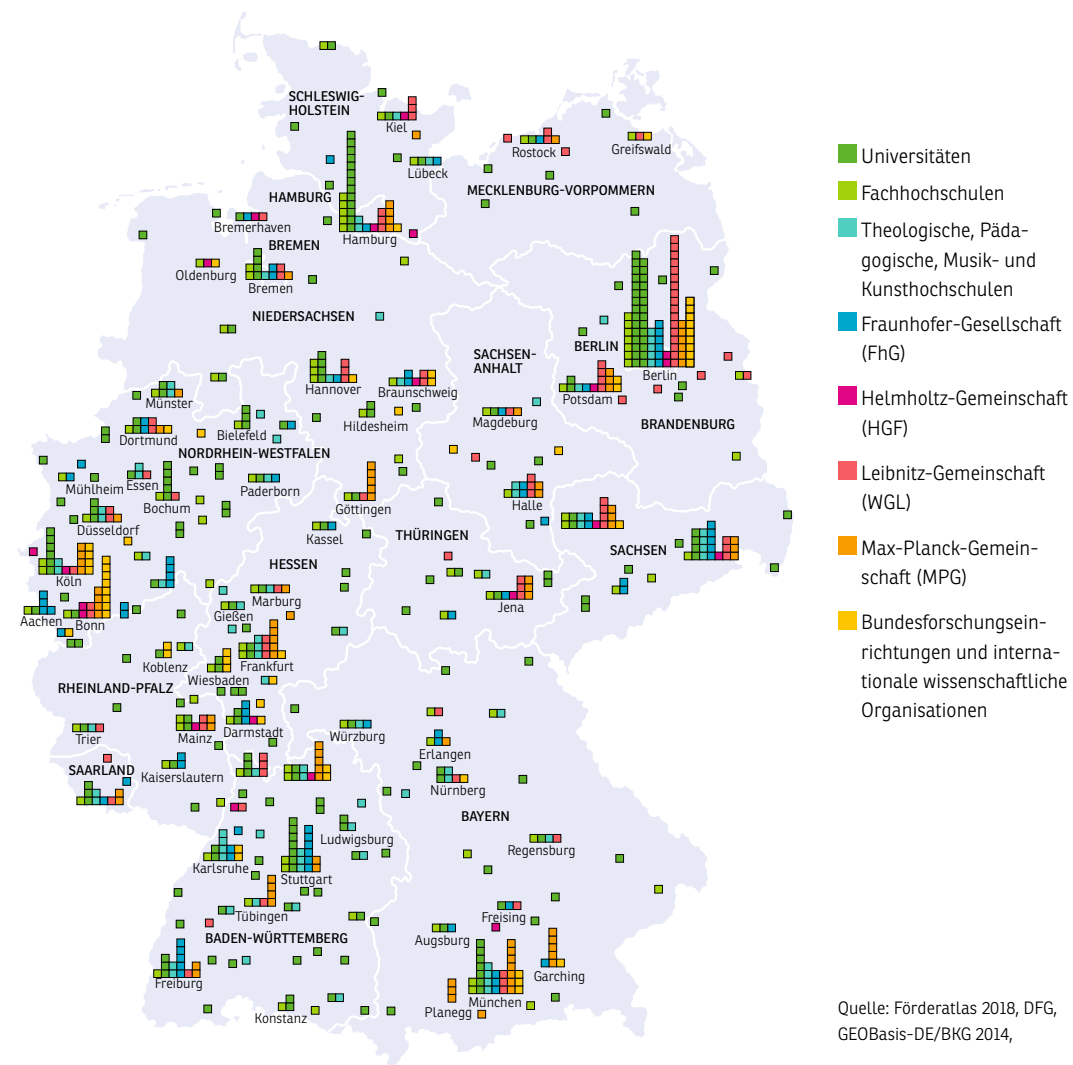 SCHLESWIG-
HOLSTEIN
Kiel
Rostock
Greifswald
Lübeck
MECKLENBURG-VORPOMMERN
HAMBURG
Bremerhaven
Hamburg
BREMEN
Oldenburg
Bremen
NIEDERSACHSEN
BERLIN
SACHSEN-
ANHALT
Berlin
Hannover
Braunschweig
Potsdam
Münster
Hildesheim
Magdeburg
BRANDENBURG
Dortmund
Bielefeld
NORDRHEIN-WESTFALEN
Mühlheim
Essen
Paderborn
Bochum
Göttingen
Halle
Düsseldorf
Kassel
THÜRINGEN
SACHSEN
HESSEN
Köln
Marburg
Jena
Aachen
Bonn
Gießen
Koblenz
Frankfurt
Wiesbaden
RHEINLAND-PFALZ
Trier
Mainz
Darmstadt
Würzburg
Erlangen
SAARLAND
Kaiserslautern
Nürnberg
BAYERN
Ludwigsburg
Regensburg
Karlsruhe
Stuttgart
Tübingen
Freising
BADEN-WÜRTTEMBERG
Augsburg
Freiburg
Garching
Planegg
München
Konstanz
Universitäten
Fachhochschulen
Theologische, Päda-
gogische, Musik- und
Kunsthochschulen
Fraunhofer-Gesellschaft
(FhG)
Helmholtz-Gemeinschaft
(HGF)
Leibnitz-Gemeinschaft
(WGL)
Max-Planck-Gemein-
schaft (MPG)
Bundesforschungsein-
richtungen und interna-
tionale wissenschaftliche
Organisationen
Quelle: Förderatlas 2018, DFG,
GEOBasis-DE/BKG 2014,